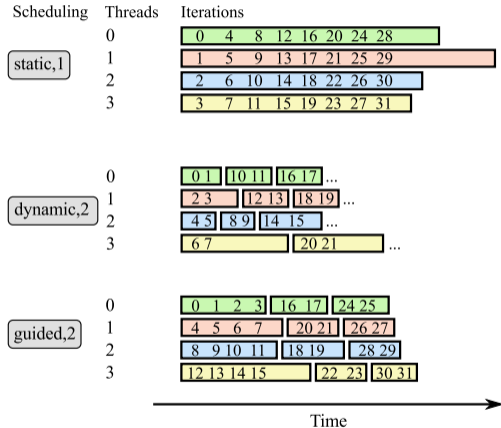 Scheduling Threads Iterations
0 0 4 8 12 16 20 24 28
static,1
1 1 5 9 13 17 21 25 29
2 2 6 10 14 18 22 26 30
3 3 7 11 15 19 23 27 31
0 0 1 10 11 16 17 ...
dynamic,2
1 2 3 12 13 18 19 ...
2 4 5 8 9 14 15 ...
3 6 7 20 21 ...
0 0 1 2 3 16 17 24 25
guided,2
1 4 5 6 7 20 21 26 27
2 8 9 10 11 18 19 28 29
3 12 13 14 15 22 23 30 31
Time